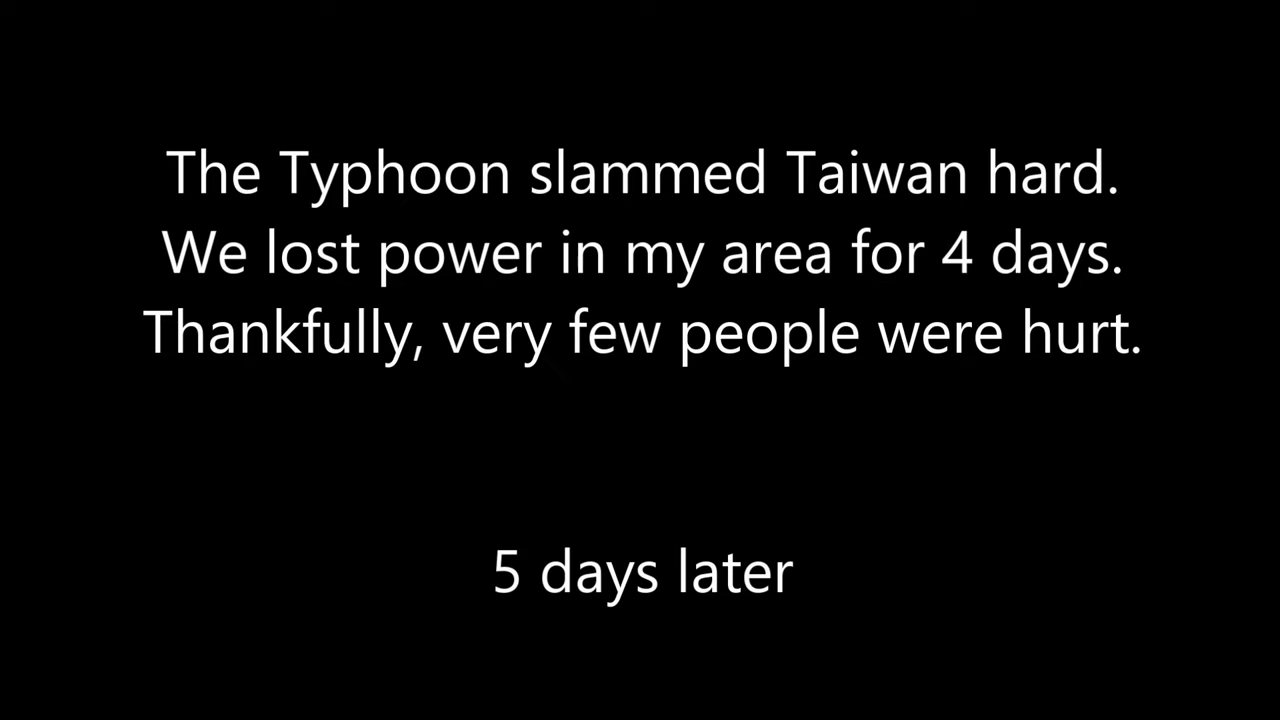 The Typhoon slammed Taiwan hard.
We lost power in my area for 4 days.
Thankfully, very few people were hurt.
5 days later